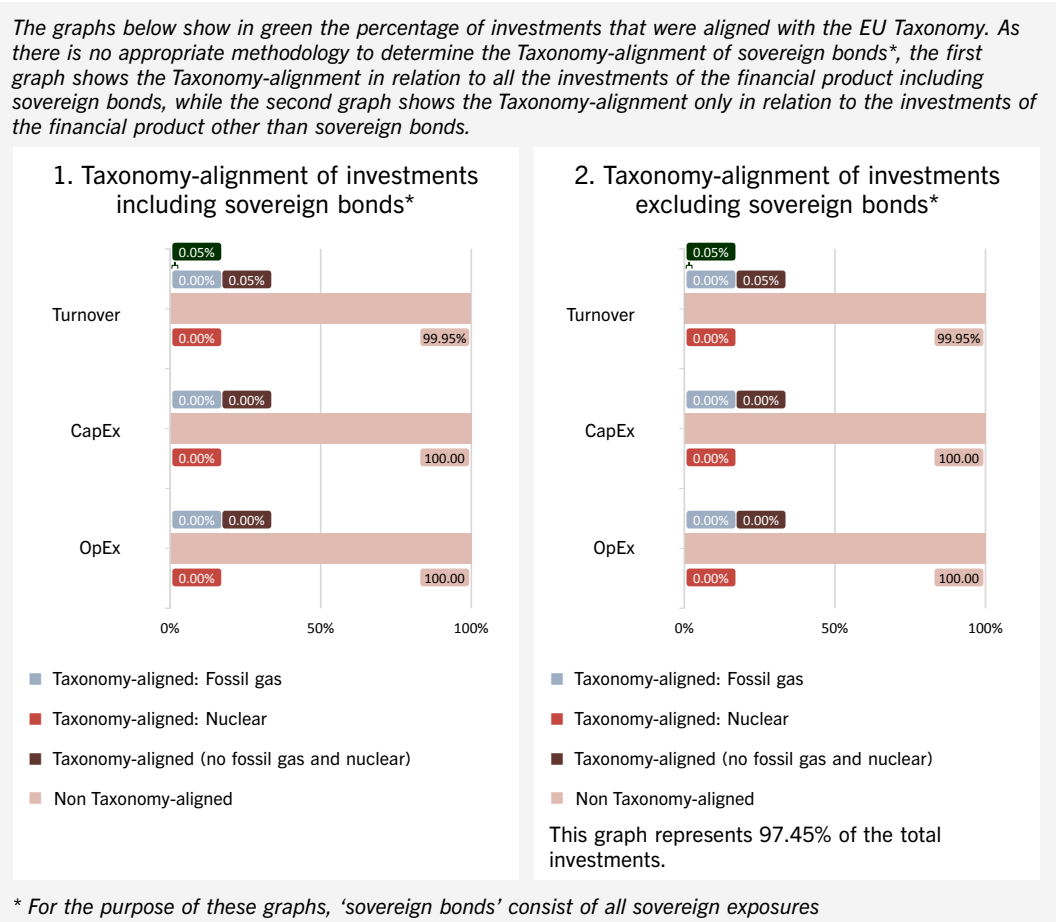 The graphs below show in green the percentage of investments that were aligned with the EU Taxonomy. As
there is no appropriate methodology to determine the Taxonomy-alignment of sovereign bonds*, the first
graph shows the Taxonomy-alignment in relation to all the investments of the financial product including
sovereign bonds, while the second graph shows the Taxonomy-alignment only in relation to the investments of
the financial product other than sovereign bonds.
1. Taxonomy-alignment of investments
including sovereign bonds*
0.05%
0.00% 0.05%
Turnover
0.00% 99.95%
0.00% 0.00%
CapEx
0.00% 100.00
0.00% 0.00%
OpEx
0.00% 100.00
0% 50% 100%
Taxonomy-aligned: Fossil gas
Taxonomy-aligned: Nuclear
Taxonomy-aligned (no fossil gas and nuclear)
Non Taxonomy-aligned
2. Taxonomy-alignment of investments
excluding sovereign bonds*
0.05%
0.00% 0.05%
Turnover
0.00% 99.95%
0.00% 0.00%
CapEx
0.00% 100.00
0.00% 0.00%
OpEx
0.00% 100.00
0% 50% 100%
Taxonomy-aligned: Fossil gas
Taxonomy-aligned: Nuclear
Taxonomy-aligned (no fossil gas and nuclear)
Non Taxonomy-aligned
This graph represents 97.45% of the total
investments.
* For the purpose of these graphs, ‘sovereign bonds’ consist of all sovereign exposures